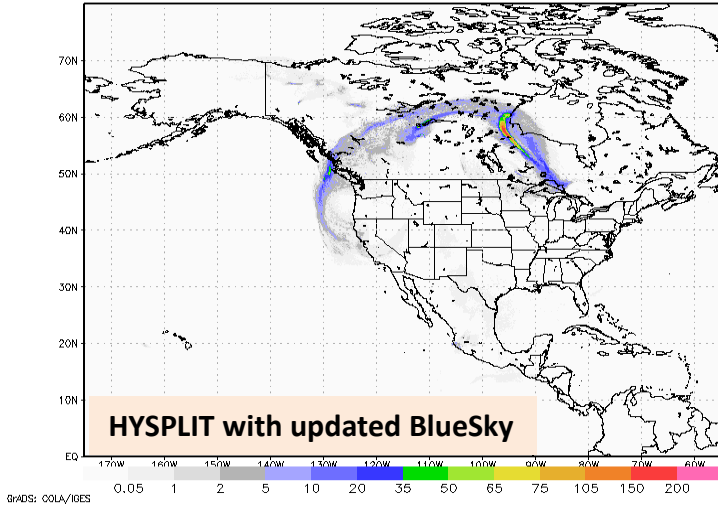 70N
60N
50N
40N
30N
20N
10N
EQ
HYSPLIT with updated BlueSky
170W 160W 150W 140W 130W 120W 110W 100W 90W 80W 70W 60W
0.05 1 2 5 10 20 35 50 65 75 105 150 200
GrADS: COLA/IGES